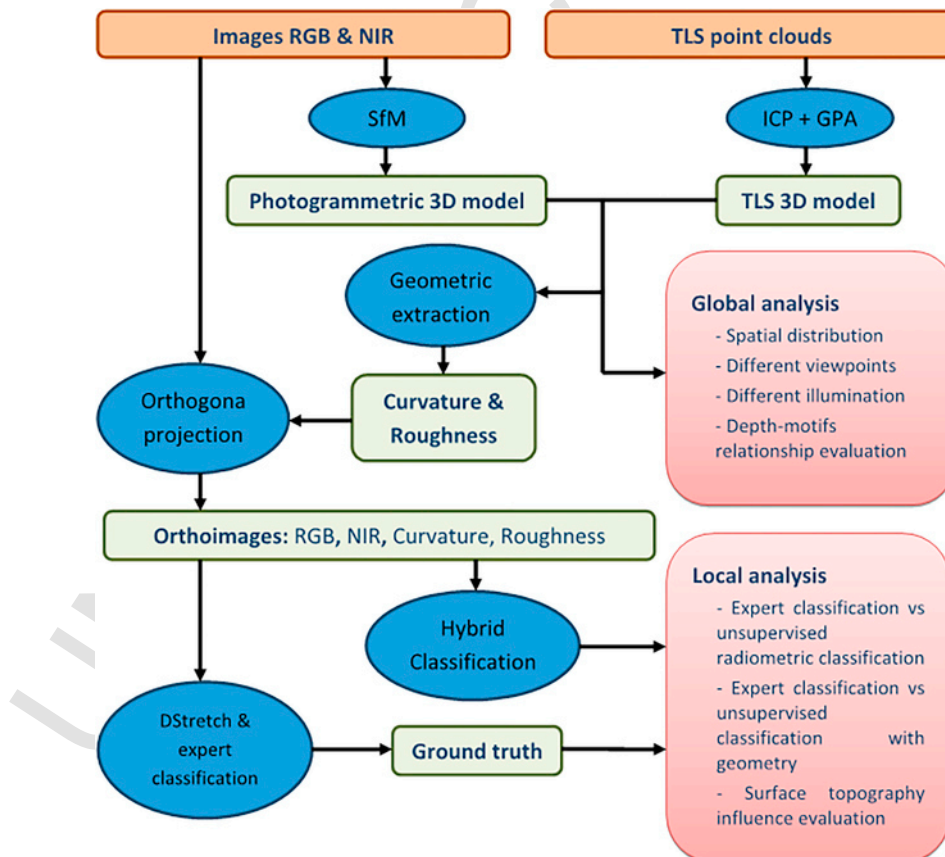 Images RGB & NIR
TLS point clouds
SfM
ICP + GPA
Photogrammetric 3D model
TLS 3D model
Geometric
extraction
Global analysis
- Spatial distribution
- Different viewpoints
- Different illumination
- Depth-motifs
relationship evaluation
Curvature &
Roughness
Orthogona
projection
Orthoimages: RGB, NIR, Curvature, Roughness
Hybrid
Classification
Local analysis
- Expert classification vs
unsupervised
radiometric classification
- Expert classification vs
unsupervised
classification with
geometry
- Surface topography
influence evaluation
DStretch &
expert
classification
Ground truth